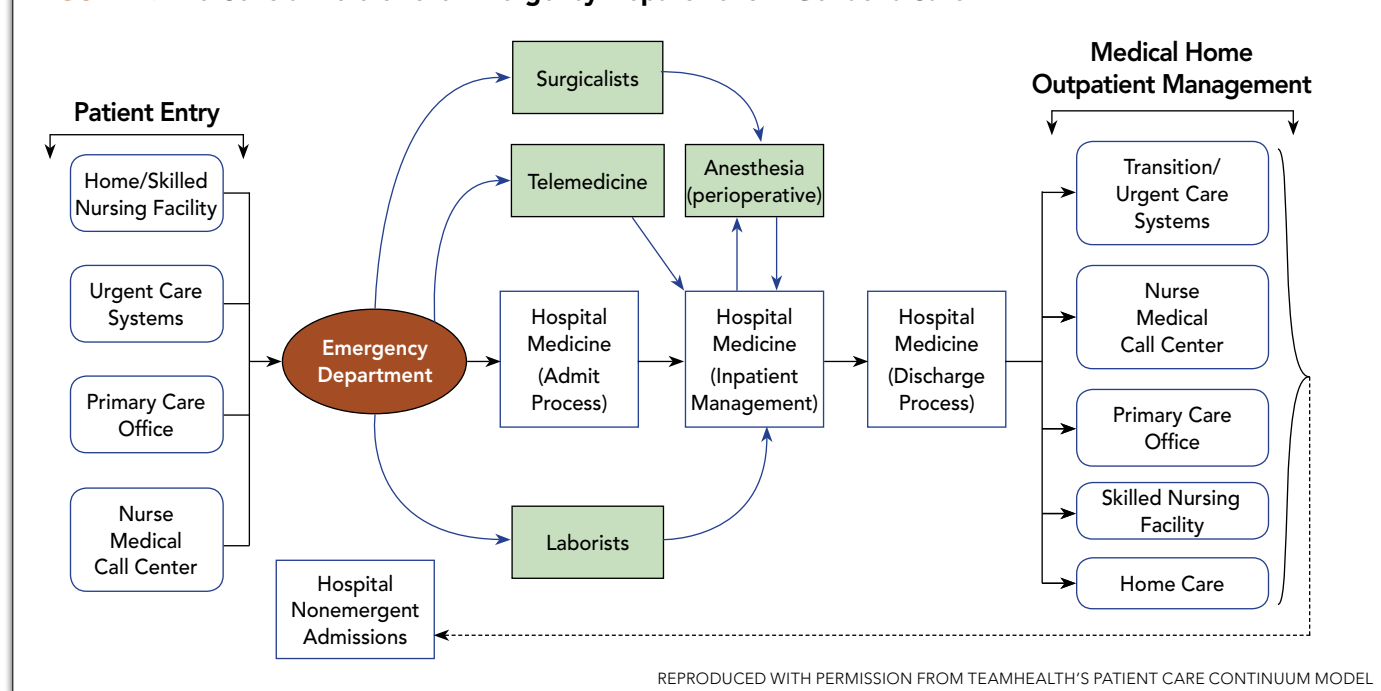 Patient Entry
Home/Skilled
Nursing Facility
Urgent Care
Systems
Primary Care
Office
Nurse
Medical
Call Center
Emergency
Department
Surgicalists
Telemedicine
Anesthesia
(perioperative)
Hospital
Medicine
(Admit
Process)
Hospital
Medicine
(Inpatient
Management)
Hospital
Medicine
(Discharge
Process)
Laborists
Hospital
Nonemergent
Admissions
Medical Home
Outpatient Management
Transition/
Urgent Care
Systems
Nurse
Medical
Call Center
Primary Care
Office
Skilled Nursing
Facility
Home Care
REPRODUCED WITH PERMISSION FROM TEAMHEALTH’S PATIENT CARE CONTINUUM MODEL